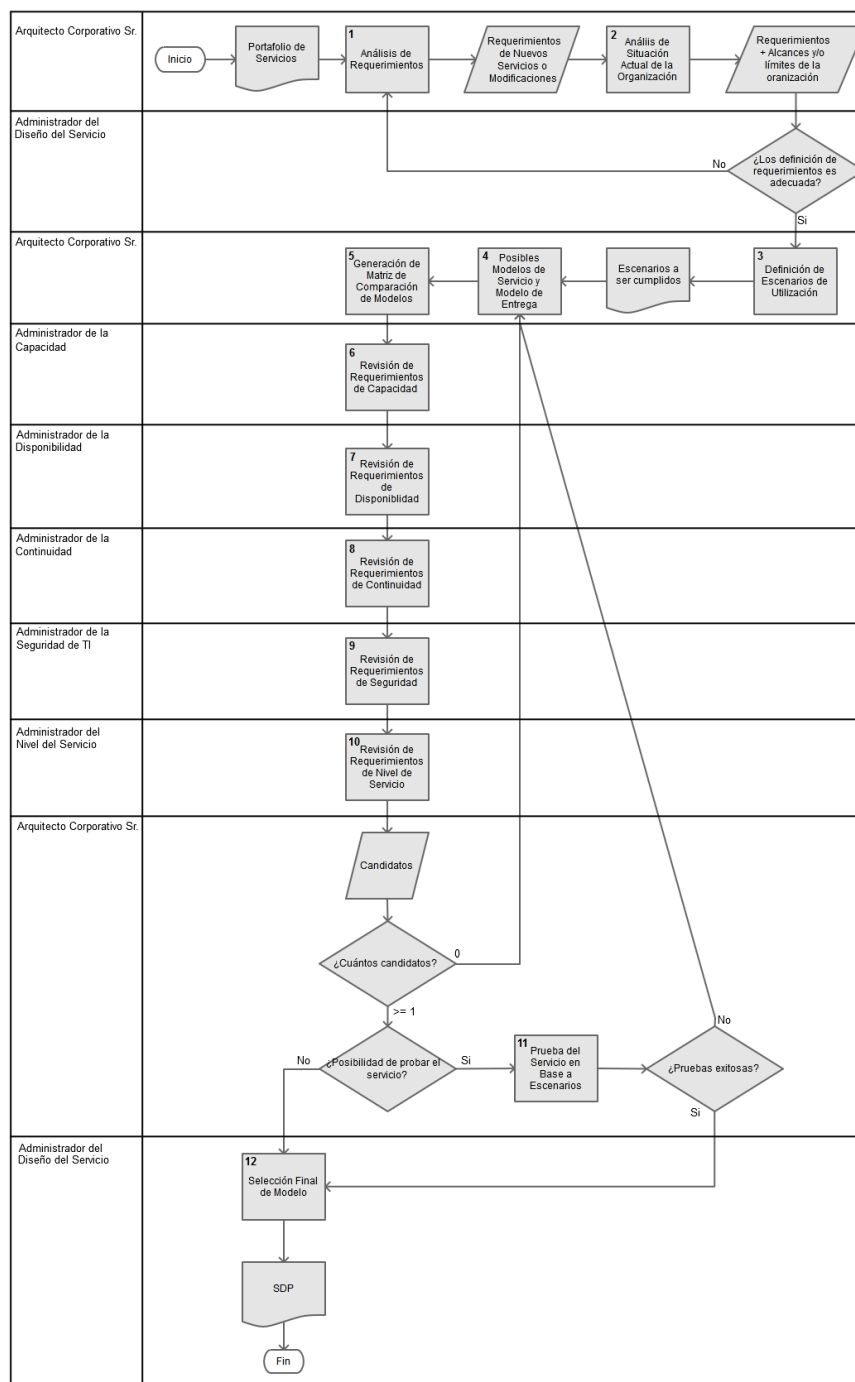 Arquitecto Corporativo Sr.
Inicio
Portafolio de
Servicios
1
Análisis de
Requerimientos
Requerimientos
de Nuevos
Servicios o
Modificaciones
2
Análiis de
Situación
Actual de la
Organización
Requerimientos
+ Alcances y/o
límites de la
oranización
Administrador del
Diseño del Servicio
No
¿Los definición de
requerimientos es
adecuada?
Si
Arquitecto Corporativo Sr.
5
Generación de
Matriz de
Comparación
de Modelos
4
Posibles
Modelos de
Servicio y
Modelo de
Entrega
Escenarios a
ser cumplidos
3
Definición de
Escenarios de
Utilización
Administrador de la
Capacidad
6
Revisión de
Requerimientos
de Capacidad
Administrador de la
Disponibilidad
7
Revisión de
Requerimientos
de
Disponiblidad
Administrador de la
Continuidad
8
Revisión de
Requerimientos
de Continuidad
Administrador de la
Seguridad de TI
9
Revisión de
Requerimientos
de Seguridad
Administrador del
Nivel del Servicio
10
Revisión de
Requerimientos
de Nivel de
Servicio
Arquitecto Corporativo Sr.
Candidatos
¿Cuántos candidatos?
0
>= 1
No
¿Posibilidad de probar el
servicio?
Si
11
Prueba del
Servicio en
Base a
Escenarios
No
¿Pruebas exitosas?
Si
Administrador del
Diseño del Servicio
12
Selección Final
de Modelo
SDP
Fin